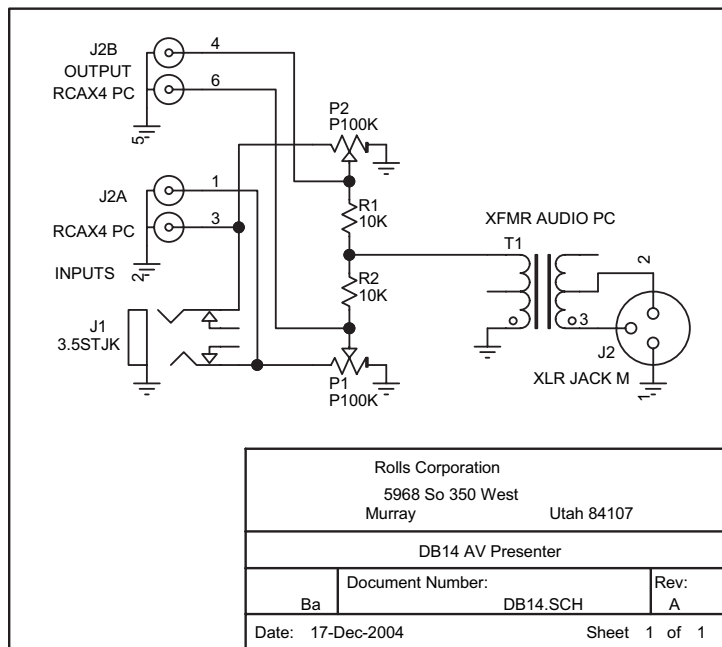 J2B
OUTPUT
RCAX4 PC
4
6
5
P2
P100K
J2A
1
RCAX4 PC
3
R1
10K
XFMR AUDIO PC
T1
INPUTS
2
R2
10K
2
J1
3.5STJK
3
J2
P1
P100K
XLR JACK M
1
Rolls Corporation
5968 So 350 West
Murray Utah 84107
DB14 AV Presenter
Document Number: Rev:
Ba DB14.SCH A
Date: 17-Dec-2004 Sheet 1 of 1